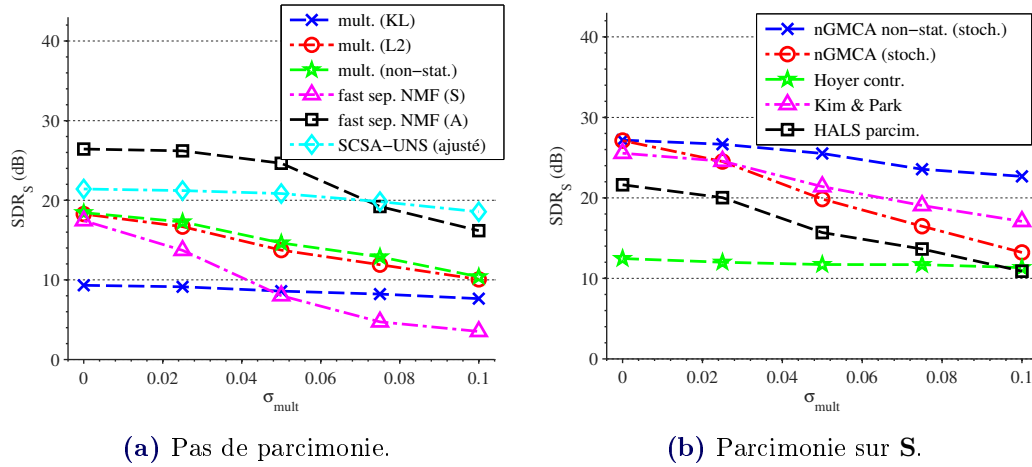 40
30
20
10
0
SDR_S (dB)
0 0.02 0.04 0.06 0.08 0.1
σ_mult
mult. (KL)
mult. (L2)
mult. (non-stat.)
fast sep. NMF (S)
fast sep. NMF (A)
SCSA-UNS (ajusté)
(a) Pas de parcimonie.
40
30
20
10
0
SDR_S (dB)
0 0.02 0.04 0.06 0.08 0.1
σ_mult
nGMCA non-stat. (stoch.)
nGMCA (stoch.)
Hoyer contr.
Kim & Park
HALS parcim.
(b) Parcimonie sur S.